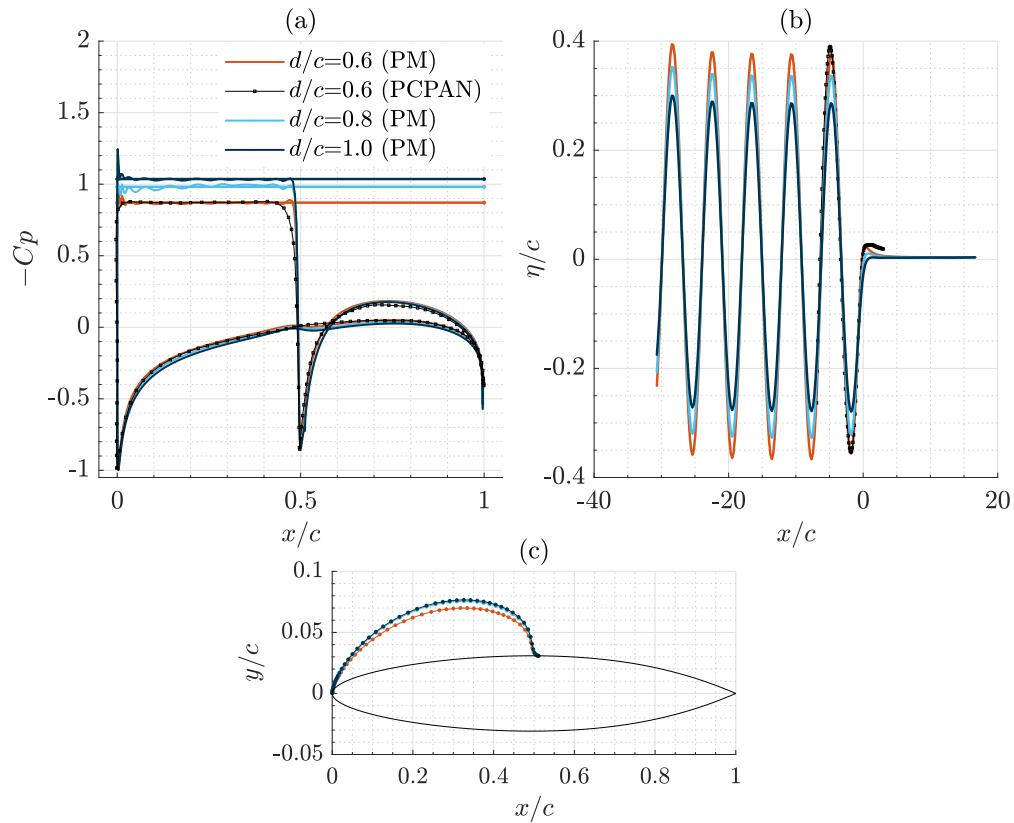 (a)
2
1.5
1
0.5
0
-0.5
-1
0
0.5
1
−Cp
x/c
d/c=0.6 (PM)
d/c=0.6 (PCPAN)
d/c=0.8 (PM)
d/c=1.0 (PM)
(b)
0.4
0.2
0
-0.2
-0.4
-40
-20
0
20
η/c
x/c
(c)
0.1
0.05
0
-0.05
0
0.2
0.4
0.6
0.8
1
y/c
x/c